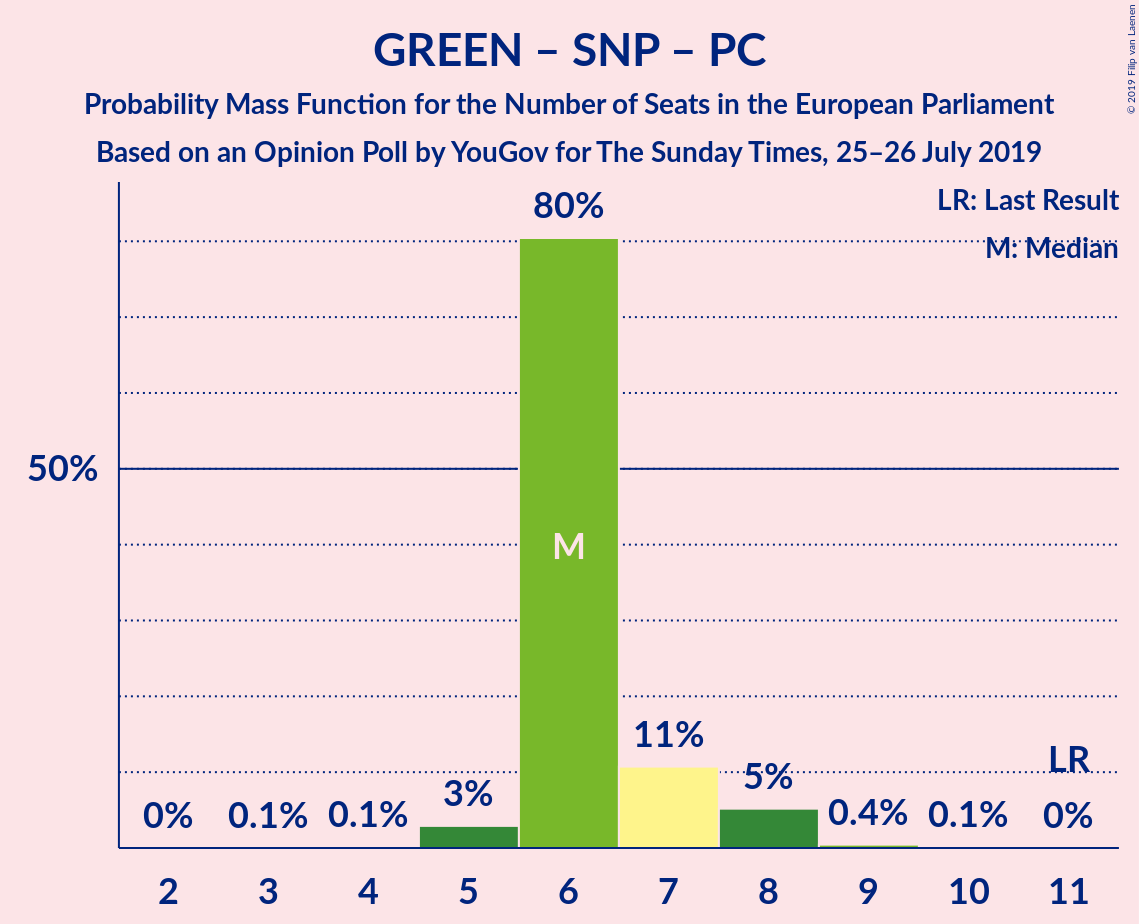 GREEN – SNP – PC
Probability Mass Function for the Number of Seats in the European Parliament
Based on an Opinion Poll by YouGov for The Sunday Times, 25–26 July 2019
© 2019 Filip van Laenen
LR: Last Result
M: Median
50%
0%
0.1%
0.1%
3%
80%
M
11%
5%
0.4%
0.1%
LR
0%
2 3 4 5 6 7 8 9 10 11